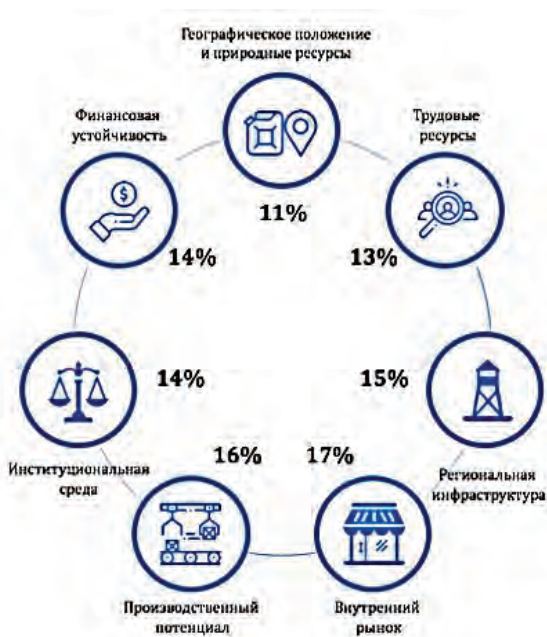 Географическое положение
и природные ресурсы
11%
Трудовые
ресурсы
13%
15%
Региональная
инфраструктура
17%
Внутренний
рынок
16%
Производственный
потенциал
14%
Институциональная
среда
Финансовая
устойчивость
$
14%